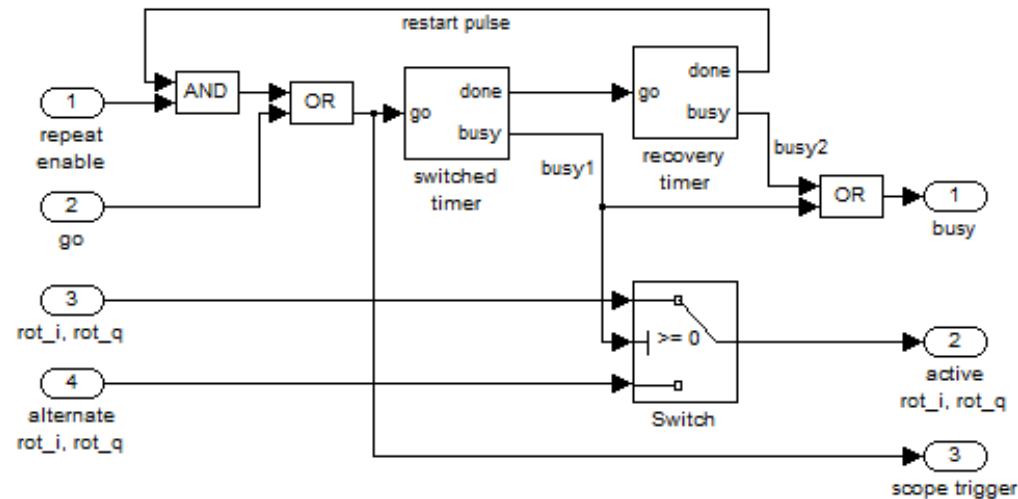 restart pulse
AND
OR
1
repeat
enable
2
go
go
done
busy
switched
timer
go
done
busy
recovery
timer
busy1
busy2
OR
1
busy
3
rot_i, rot_q
4
alternate
rot_i, rot_q
>= 0
Switch
2
active
rot_i, rot_q
3
scope trigger